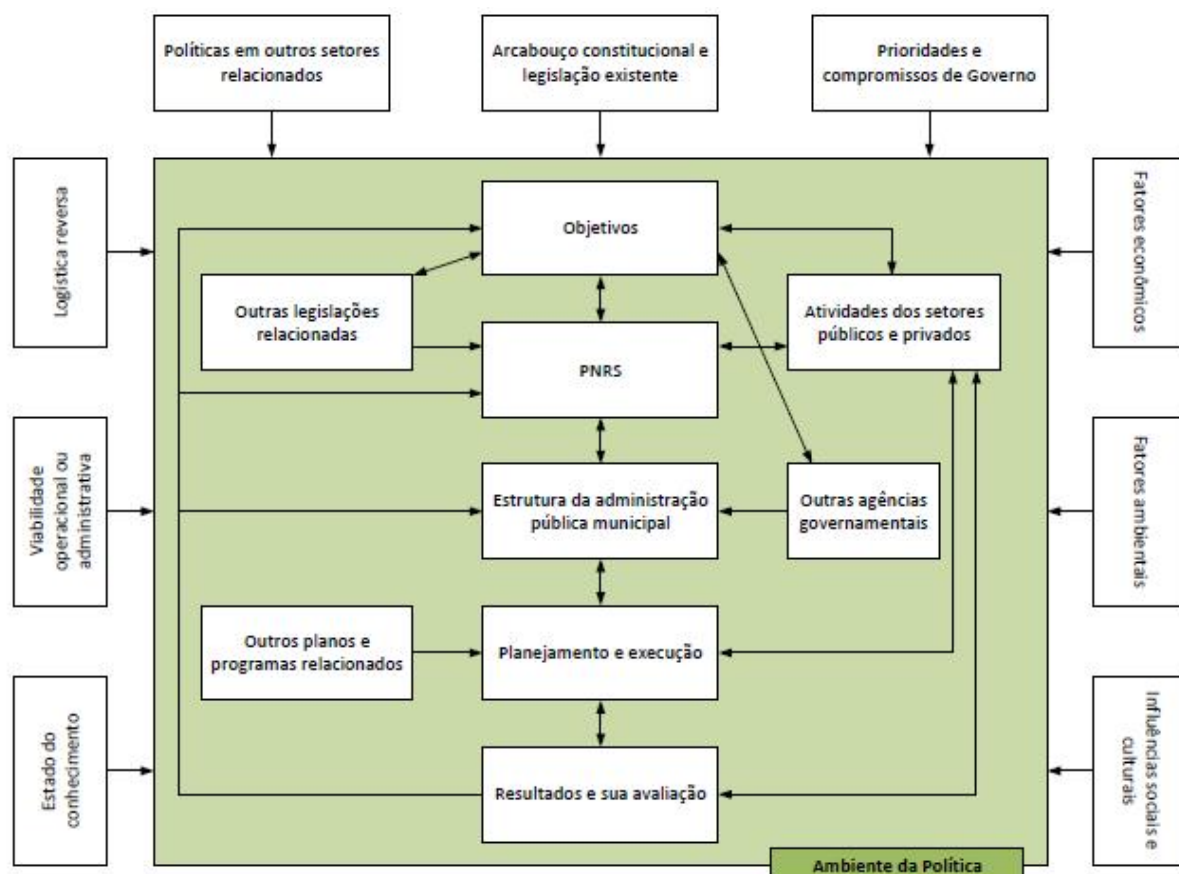 Políticas em outros setores
relacionados
Arcabouço constitucional e
legislação existente
Prioridades e
compromissos de Governo
Logística reversa
Viabilidade
operacional ou
administrativa
Estado do
conhecimento
Objetivos
Outras legislações
relacionadas
PNRS
Atividades dos setores
públicos e privados
Estrutura da administração
pública municipal
Outras agências
governamentais
Outros planos e
programas relacionados
Planejamento e execução
Resultados e sua avaliação
Fatores econômicos
Fatores ambientais
Influências sociais e
culturais
Ambiente da Política